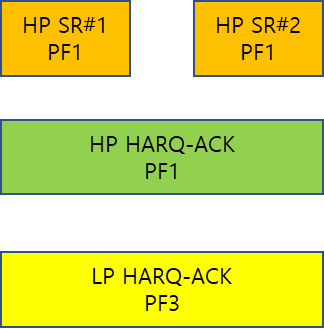 HP SR#1
PF1
HP SR#2
PF1
HP HARQ-ACK
PF1
LP HARQ-ACK
PF3